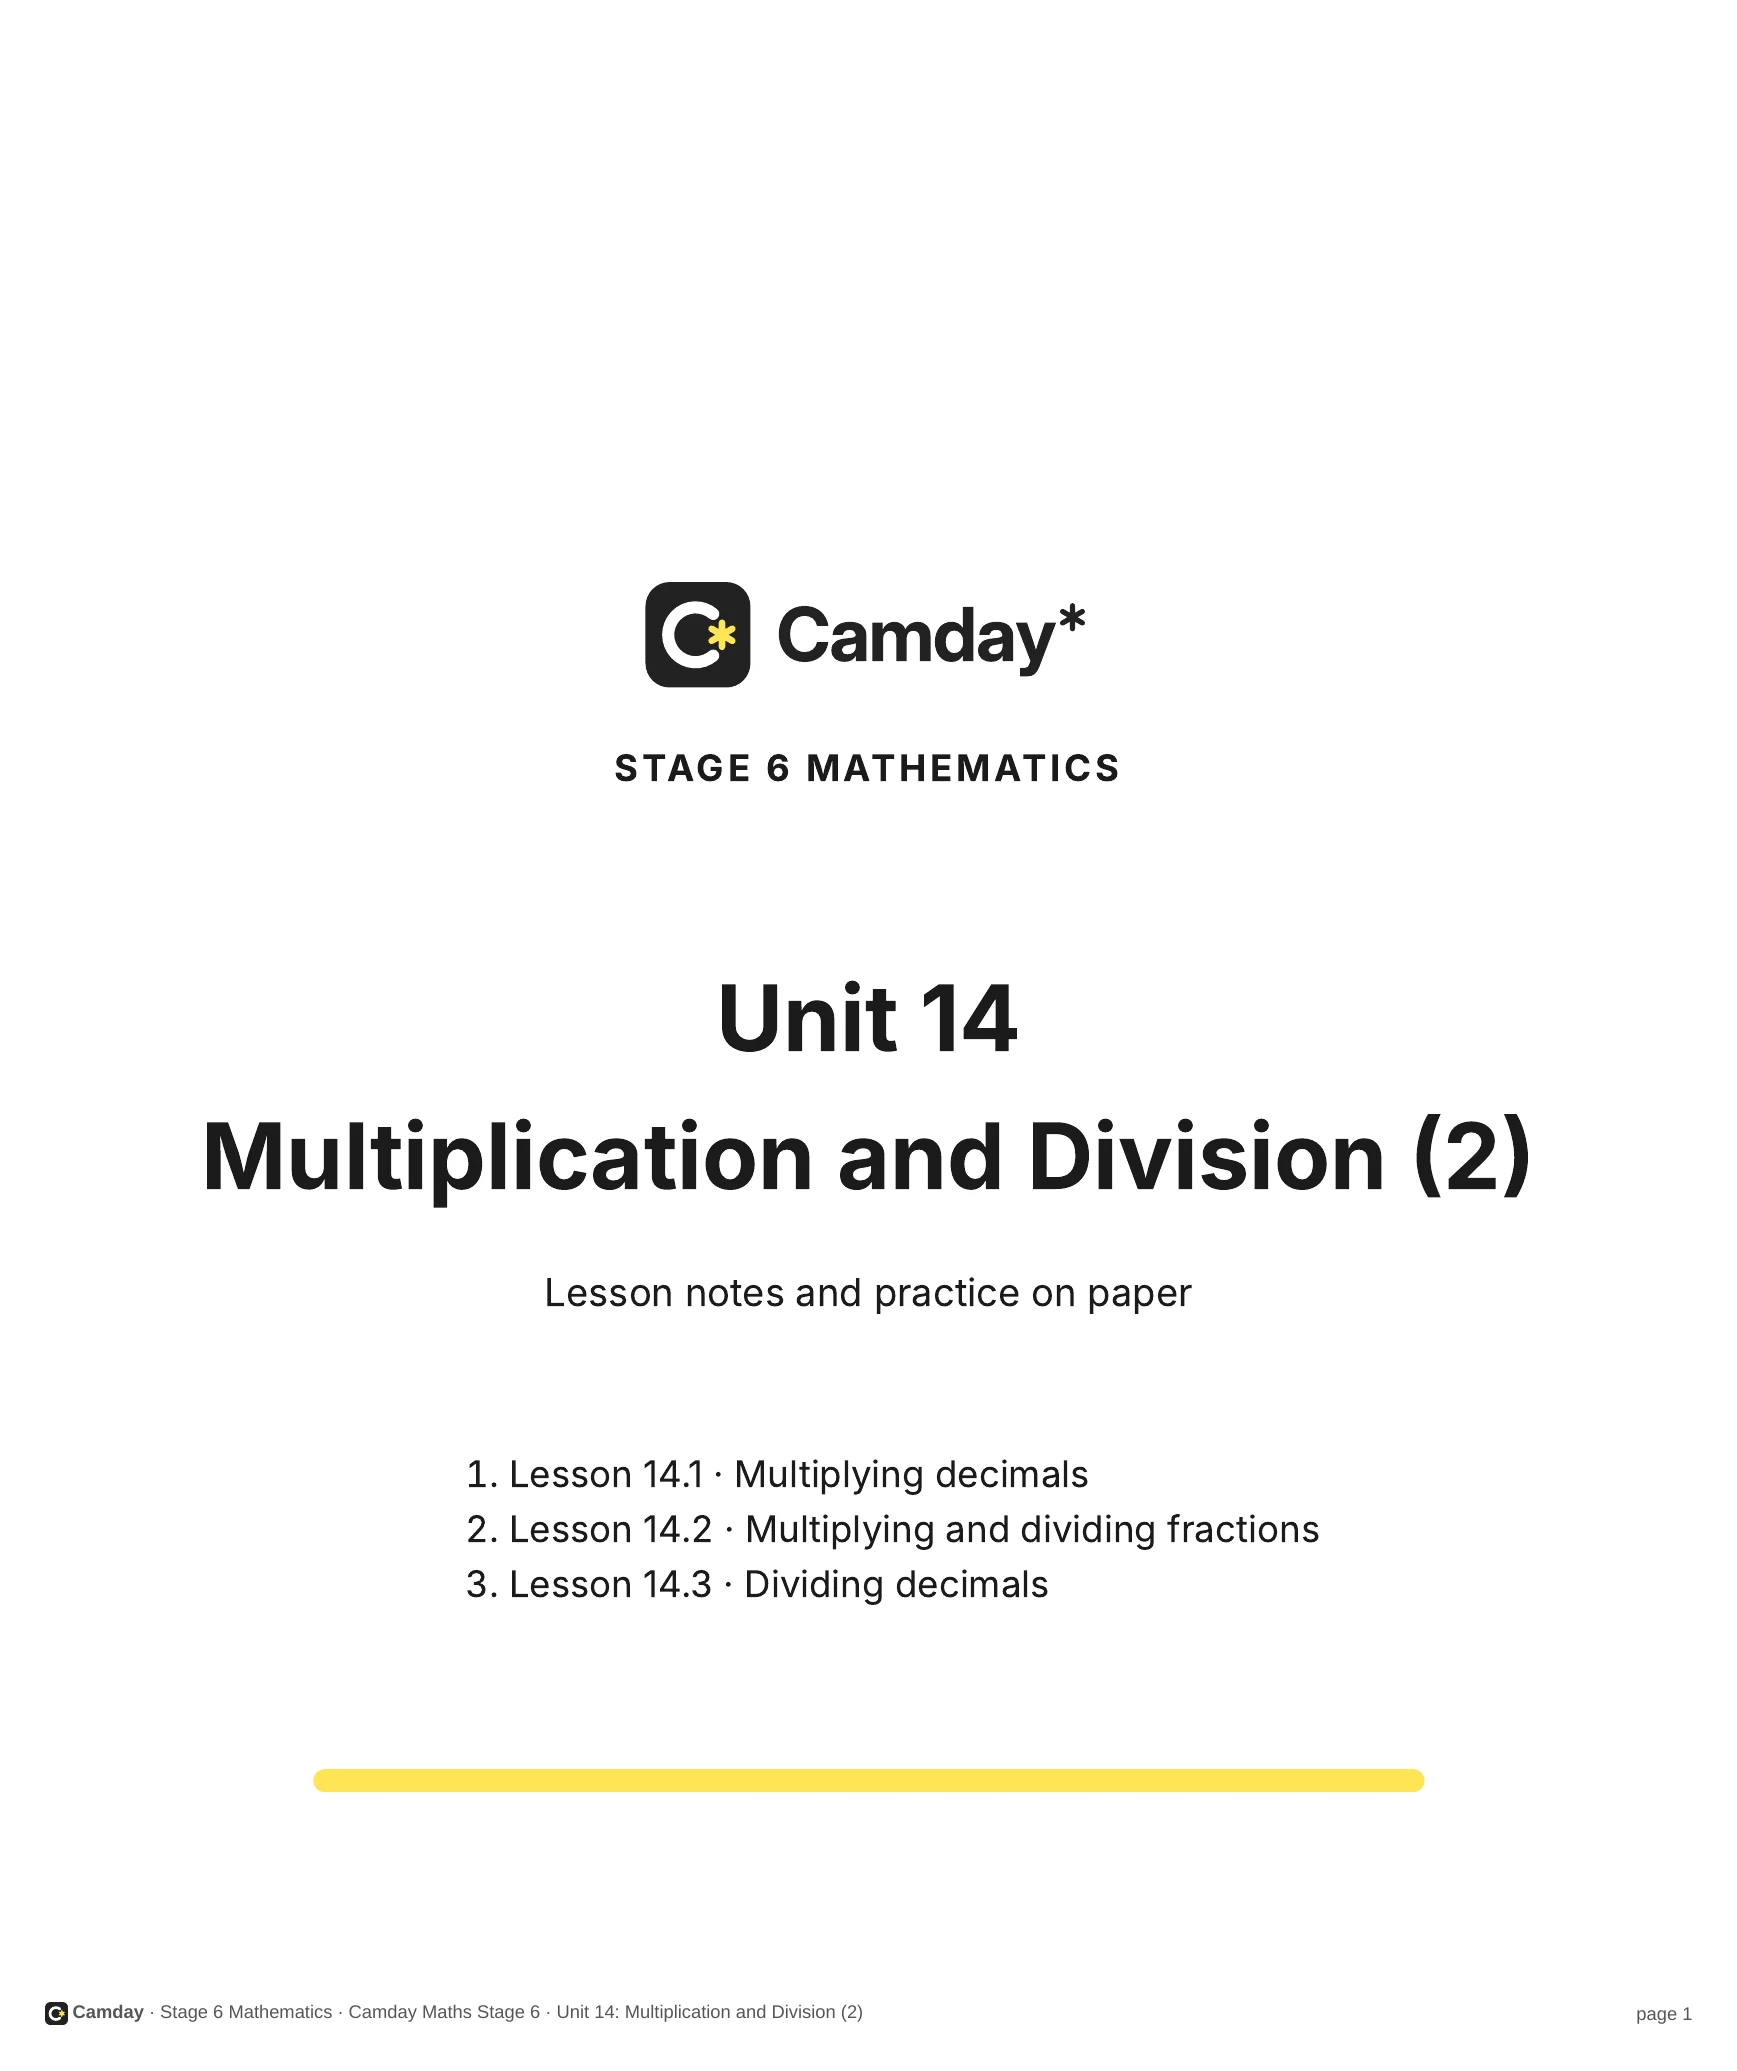 Camday*
STAGE 6 MATHEMATICS
Unit 14
Multiplication and Division (2)
Lesson notes and practice on paper
1. Lesson 14.1 · Multiplying decimals
2. Lesson 14.2 · Multiplying and dividing fractions
3. Lesson 14.3 · Dividing decimals
Camday · Stage 6 Mathematics · Camday Maths Stage 6 · Unit 14: Multiplication and Division (2)
page 1